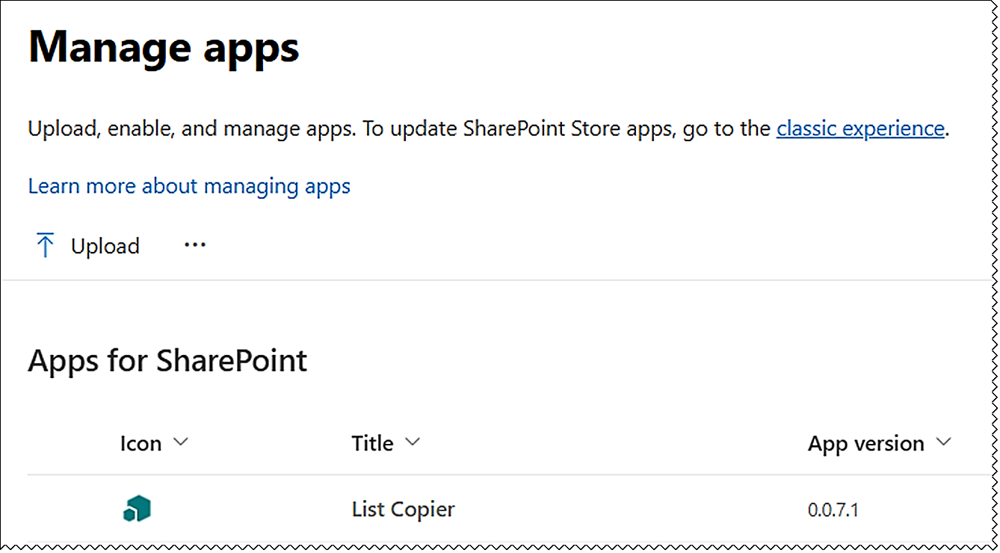 Manage apps
Upload, enable, and manage apps. To update SharePoint Store apps, go to the classic experience.
Learn more about managing apps
Upload ···
Apps for SharePoint
Icon Title App version
List Copier 0.0.7.1